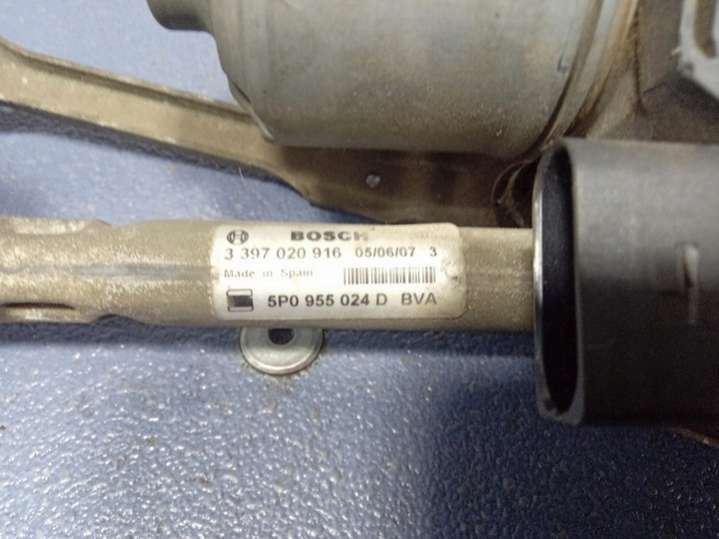 BOSCH
3 397 020 916 05/06/07 3
Made in Spain
5P0 955 024 D BVA